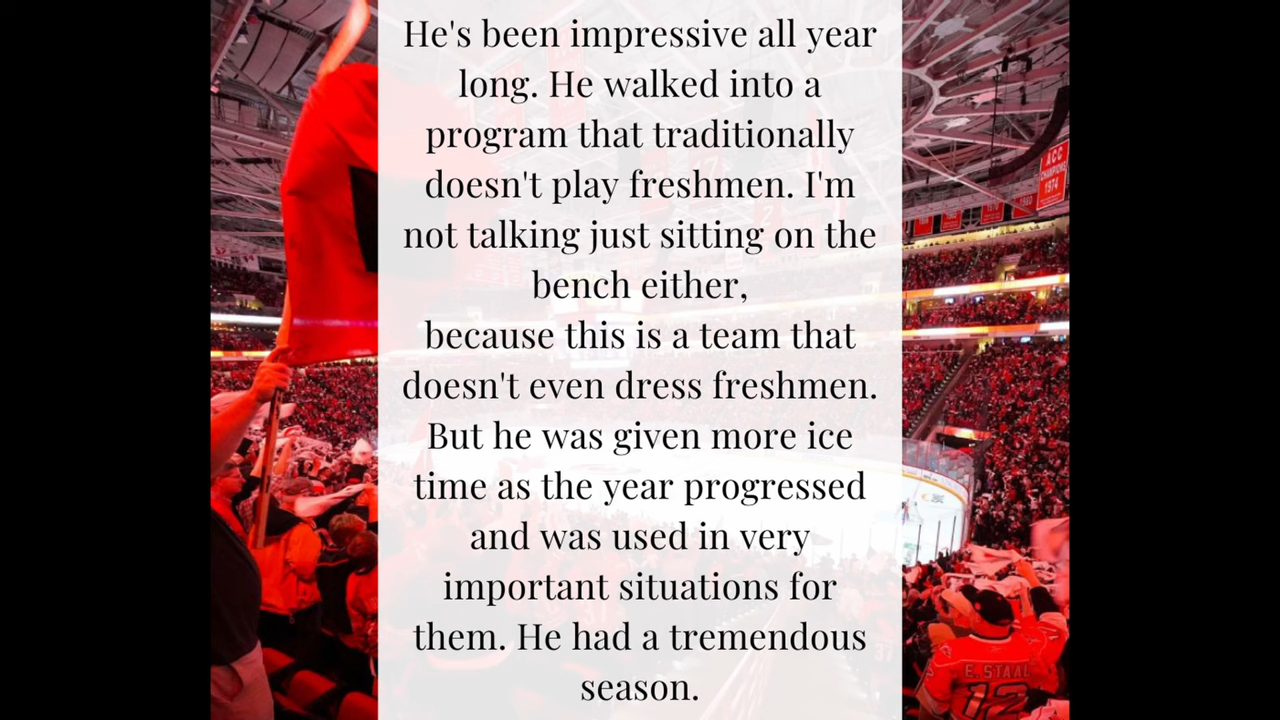 He's been impressive all year
long. He walked into a
program that traditionally
doesn't play freshmen. I'm
not talking just sitting on the
bench either,
because this is a team that
doesn't even dress freshmen.
But he was given more ice
time as the year progressed
and was used in very
important situations for
them. He had a tremendous
season.
ACC
CHAMPIONS
1974
E. STAAL
12